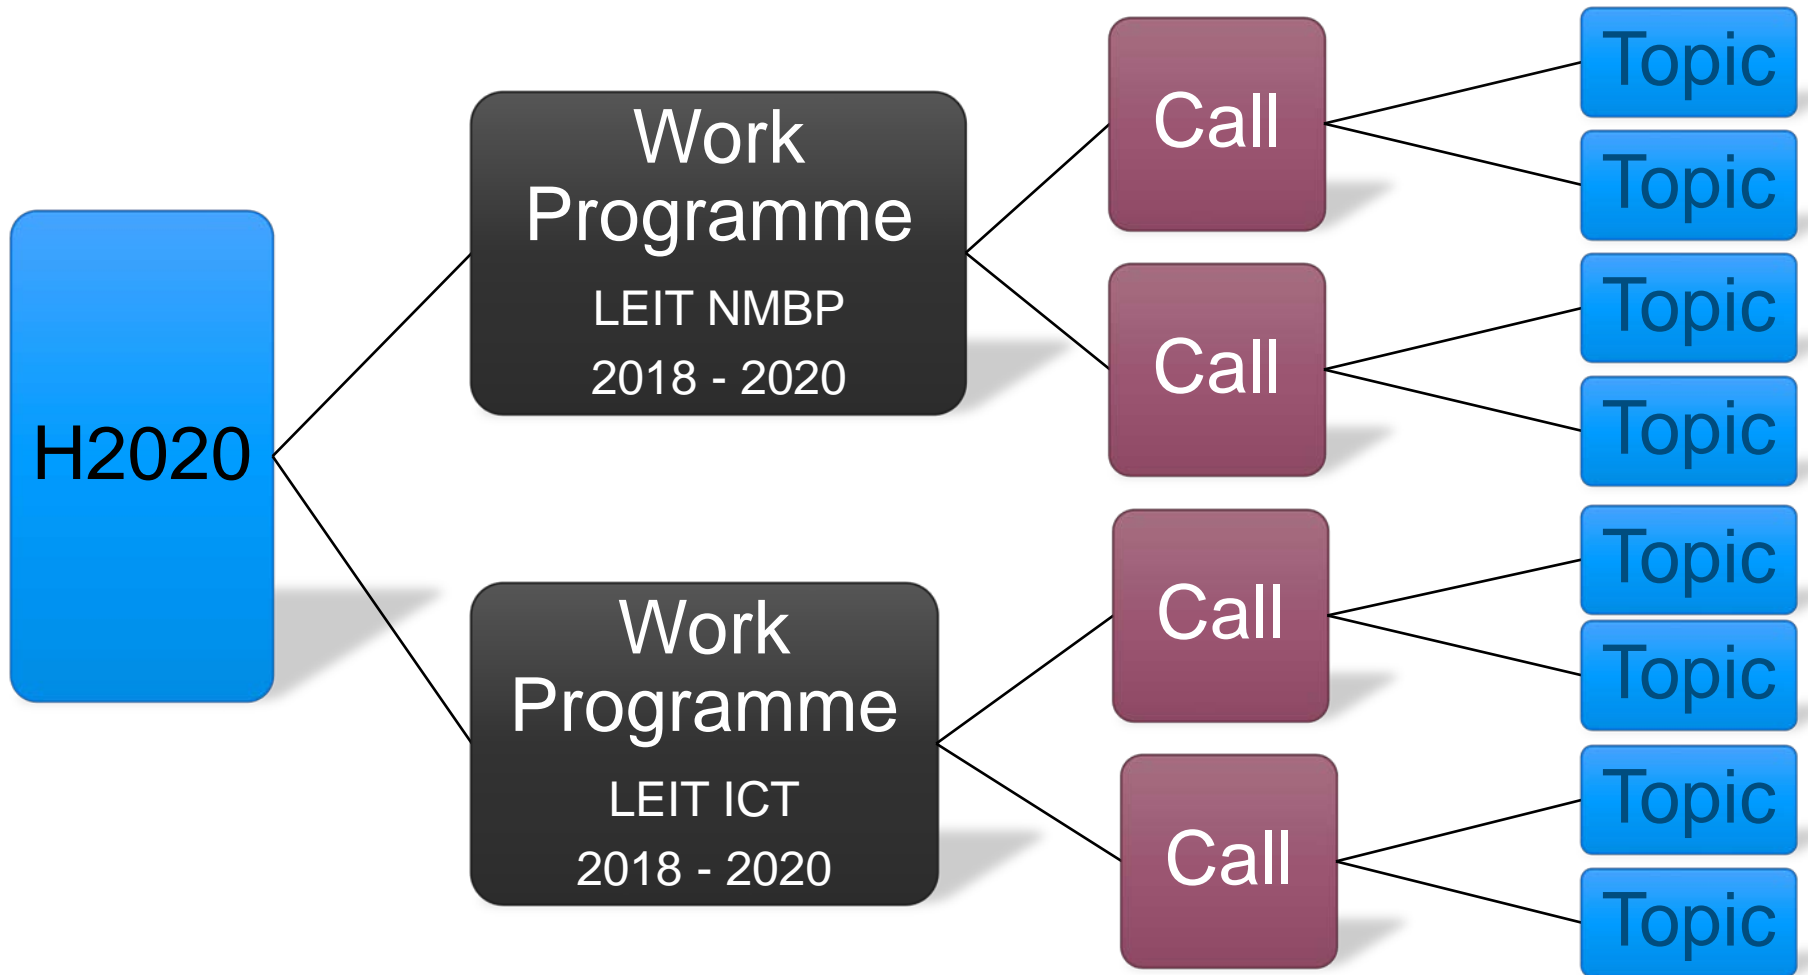 H2020
Work
Programme
LEIT NMBP
2018 - 2020
Work
Programme
LEIT ICT
2018 - 2020
Call
Call
Call
Call
Topic
Topic
Topic
Topic
Topic
Topic
Topic
Topic